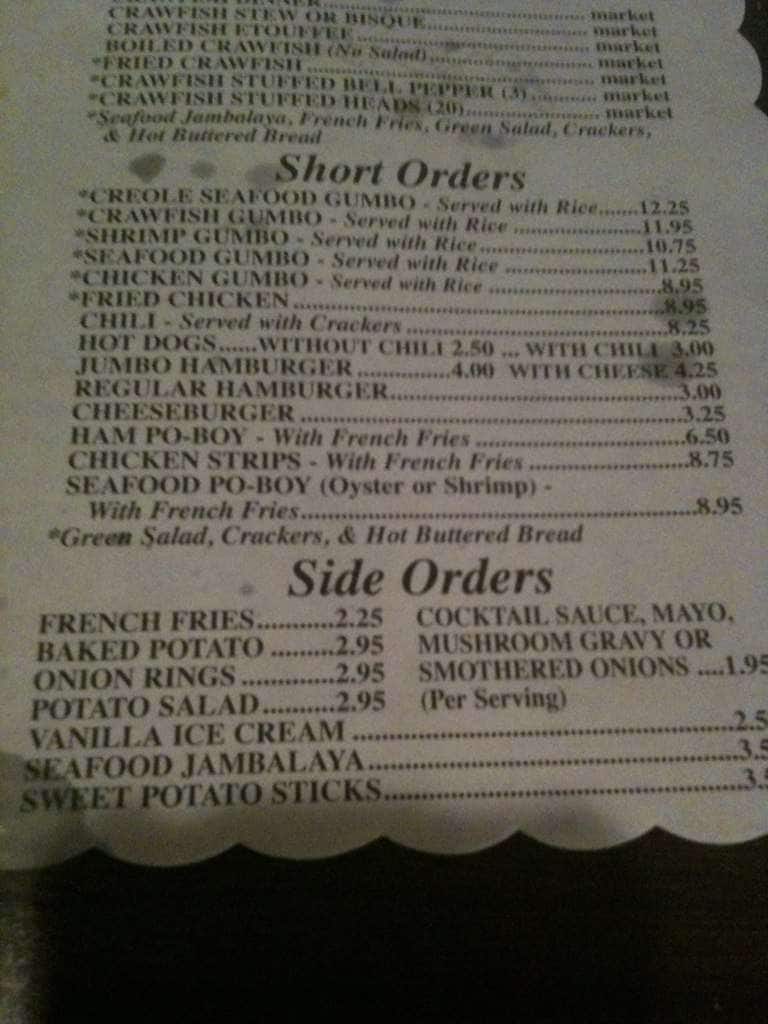 CRAWFISH DINNER
CRAWFISH STEW OR BISQUE ........ market
CRAWFISH ETOUFFEE ........ market
BOILED CRAWFISH (No Salad) ........ market
*FRIED CRAWFISH ........ market
*CRAWFISH STUFFED BELL PEPPER (3) ........ market
*CRAWFISH STUFFED HEADS (20) ........ market
*Seafood Jambalaya, French Fries, Green Salad, Crackers,
& Hot Buttered Bread
Short Orders
*CREOLE SEAFOOD GUMBO - Served with Rice.......12.25
*CRAWFISH GUMBO - Served with Rice ........11.95
*SHRIMP GUMBO - Served with Rice ........10.75
*SEAFOOD GUMBO - Served with Rice ........11.25
*CHICKEN GUMBO - Served with Rice ........8.95
*FRIED CHICKEN ........8.95
CHILI - Served with Crackers ........8.25
HOT DOGS......WITHOUT CHILI 2.50 ... WITH CHILI 3.00
JUMBO HAMBURGER ..............4.00 WITH CHEESE 4.25
REGULAR HAMBURGER........3.00
CHEESEBURGER ........3.25
HAM PO-BOY - With French Fries ........6.50
CHICKEN STRIPS - With French Fries ........8.75
SEAFOOD PO-BOY (Oyster or Shrimp) -
With French Fries........8.95
*Green Salad, Crackers, & Hot Buttered Bread
Side Orders
FRENCH FRIES...........2.25
BAKED POTATO .........2.95
ONION RINGS ...........2.95
POTATO SALAD..........2.95
COCKTAIL SAUCE, MAYO,
MUSHROOM GRAVY OR
SMOTHERED ONIONS ....1.95
(Per Serving)
VANILLA ICE CREAM ........2.5
SEAFOOD JAMBALAYA........3.5
SWEET POTATO STICKS........3.